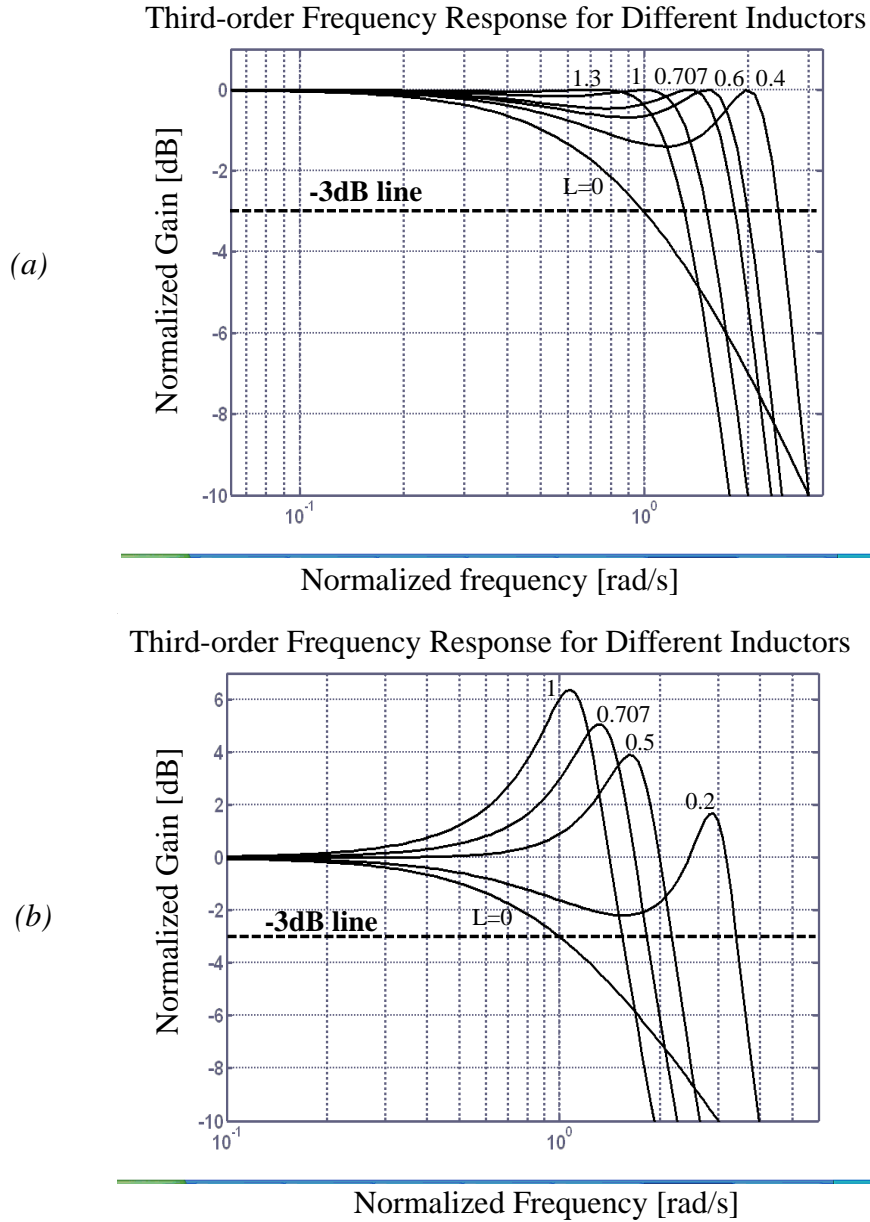 Third-order Frequency Response for Different Inductors
1.3 1 0.707 0.6 0.4
0
-2
-4
-6
-8
-10
Normalized Gain [dB]
L=0
-3dB line
(a)
10^-1 10^0
Normalized frequency [rad/s]
Third-order Frequency Response for Different Inductors
6
4
2
0
-2
-4
-6
-8
-10
Normalized Gain [dB]
1
0.707
0.5
0.2
L=0
-3dB line
(b)
10^-1 10^0
Normalized Frequency [rad/s]